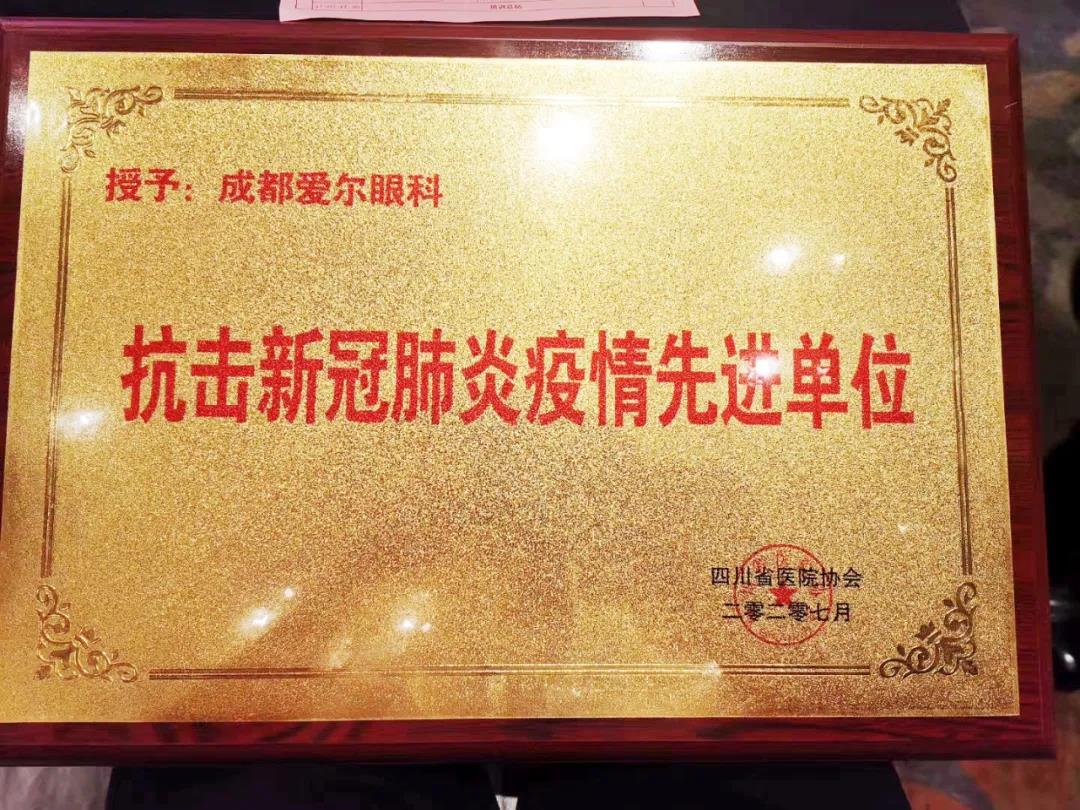 授予：成都爱尔眼科
抗击新冠肺炎疫情先进单位
四川省医院协会
二零二零七月